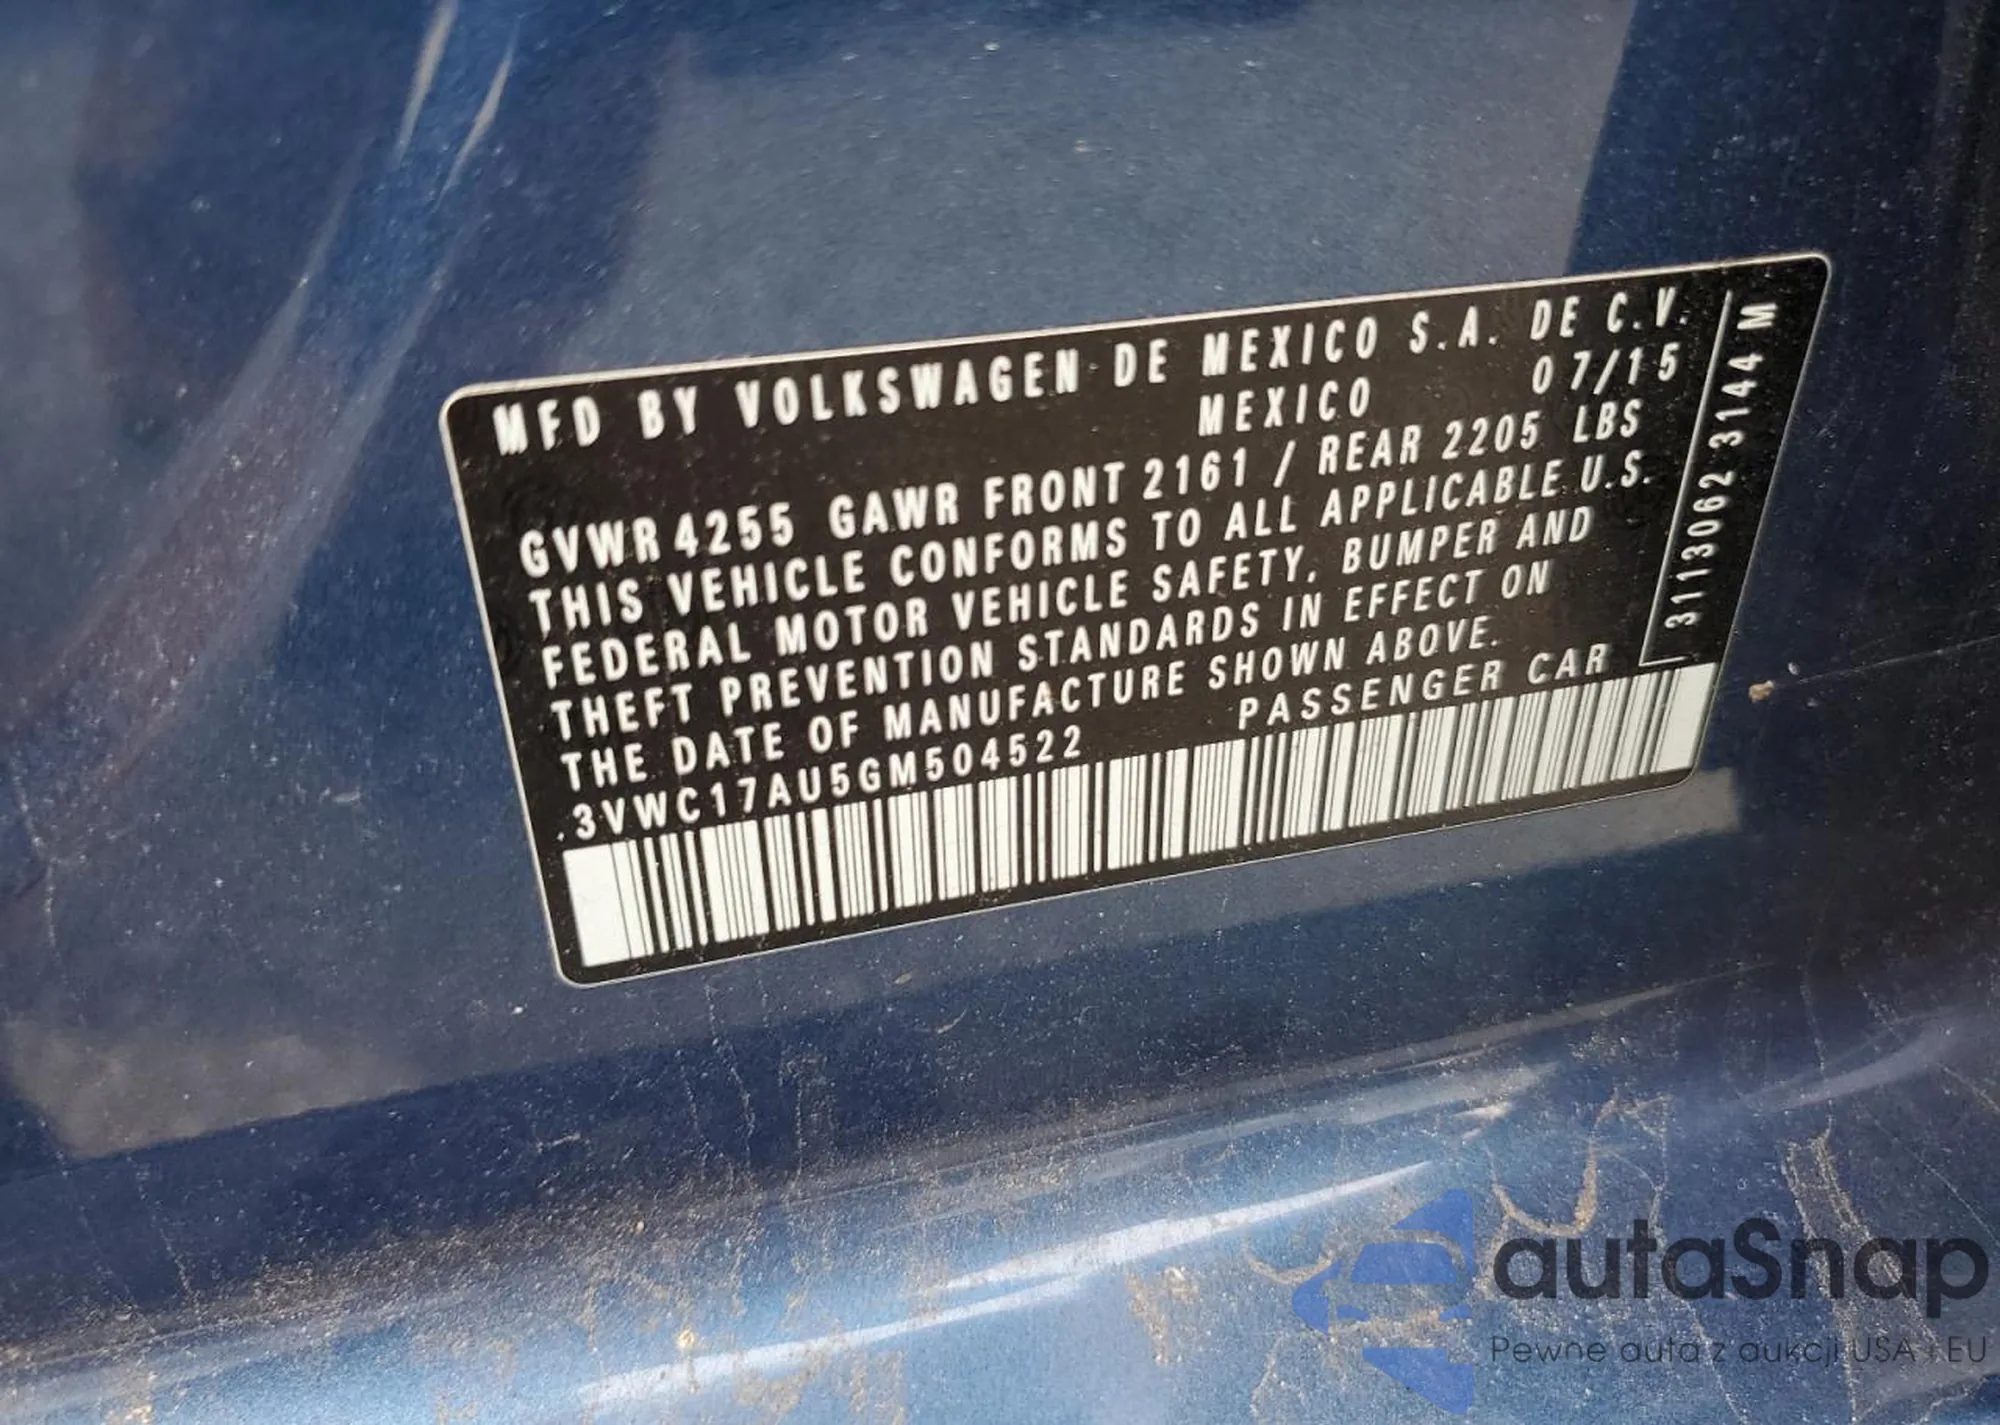 MFD BY VOLKSWAGEN DE MEXICO S.A. DE C.V.
MEXICO 07/15
GVWR 4255 GAWR FRONT 2161 / REAR 2205 LBS
THIS VEHICLE CONFORMS TO ALL APPLICABLE U.S.
FEDERAL MOTOR VEHICLE SAFETY, BUMPER AND
THEFT PREVENTION STANDARDS IN EFFECT ON
THE DATE OF MANUFACTURE SHOWN ABOVE.
.3VWC17AU5GM504522 PASSENGER CAR
3113062 3144 M
autaSnap
Pewne auta z aukcji USA i EU